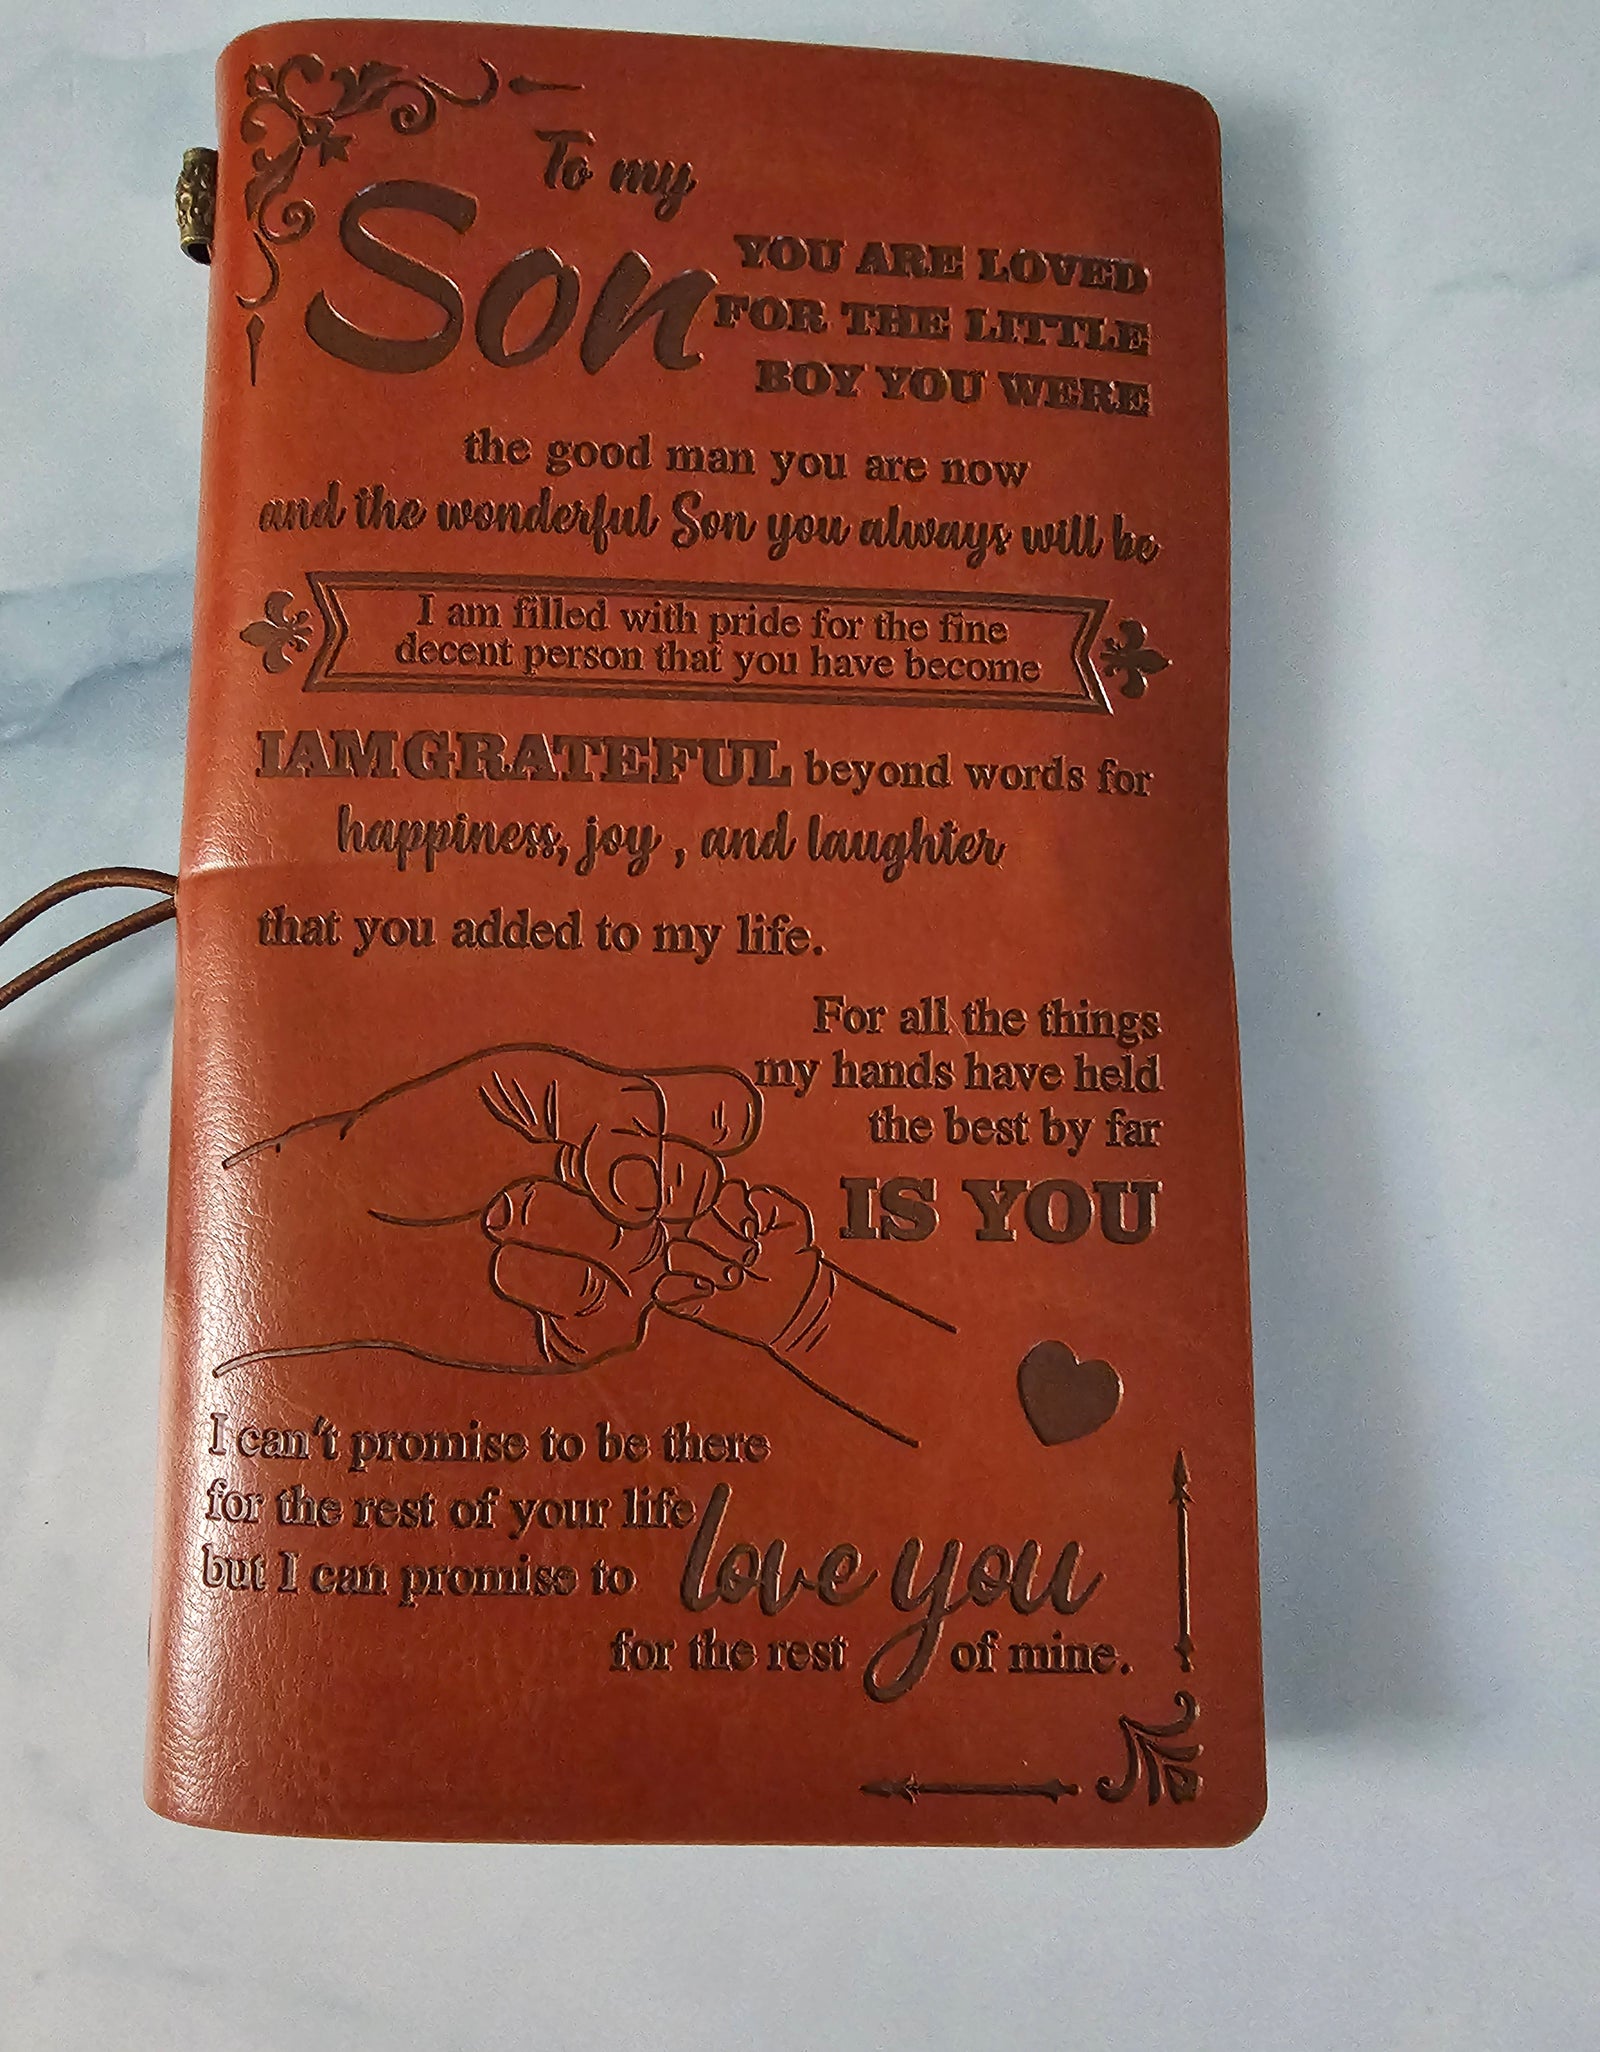 To my
Son
YOU ARE LOVED
FOR THE LITTLE
BOY YOU WERE
the good man you are now
and the wonderful Son you always will be
I am filled with pride for the fine
decent person that you have become
IAMGRATEFUL beyond words for
happiness, joy , and laughter
that you added to my life.
For all the things
my hands have held
the best by far
IS YOU
I can't promise to be there
for the rest of your life
but I can promise to love you
for the rest of mine.